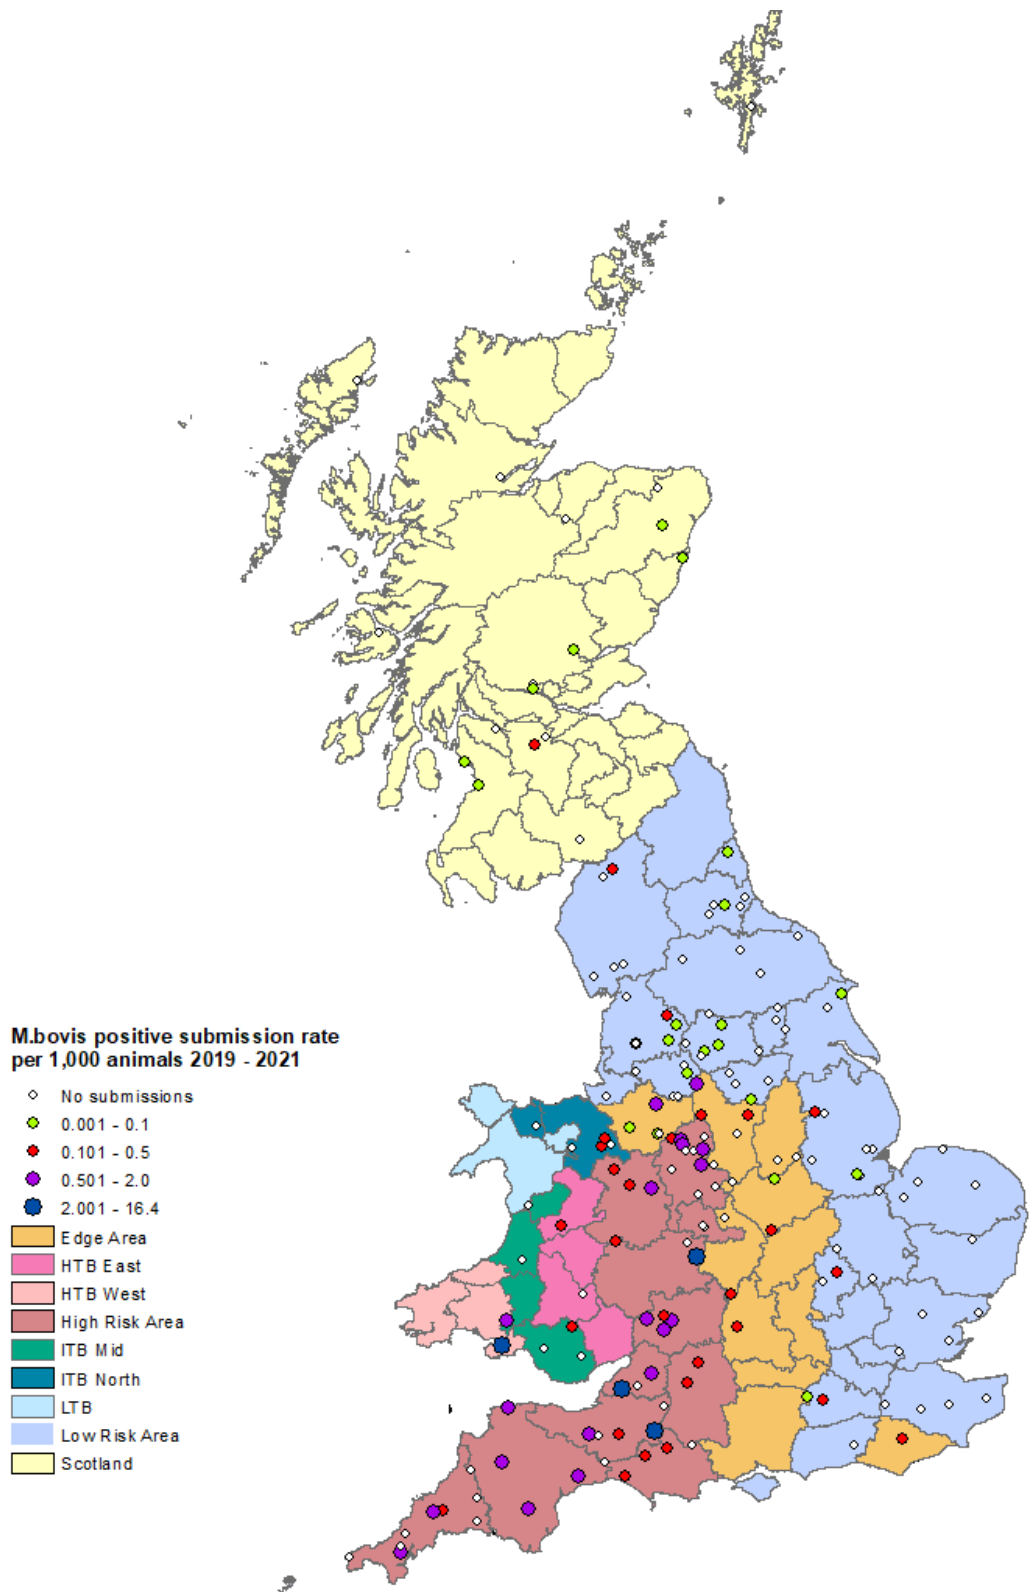 M.bovis positive submission rate
per 1,000 animals 2019 - 2021
No submissions
0.001 - 0.1
0.101 - 0.5
0.501 - 2.0
2.001 - 16.4
Edge Area
HTB East
HTB West
High Risk Area
ITB Mid
ITB North
LTB
Low Risk Area
Scotland